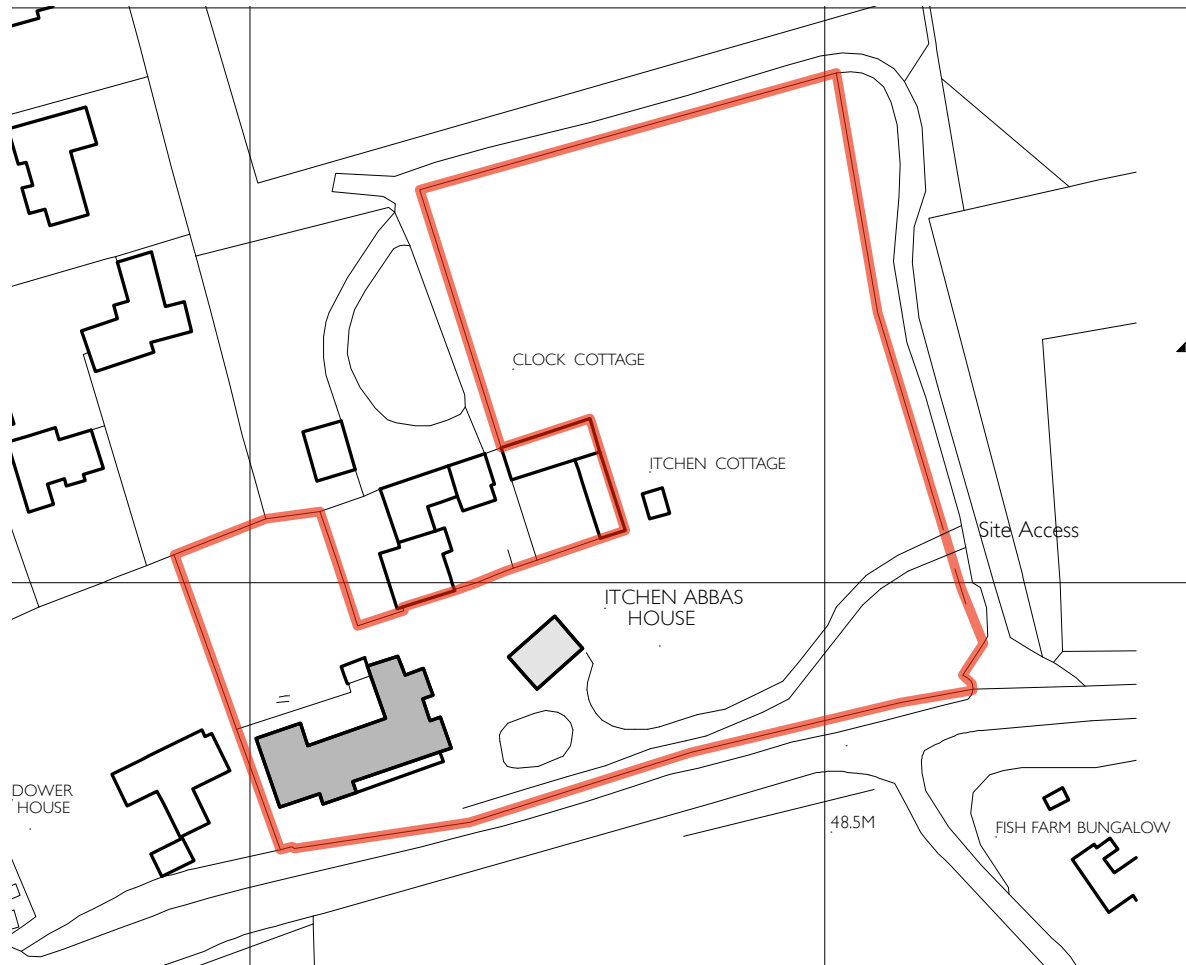 CLOCK COTTAGE
ITCHEN COTTAGE
Site Access
ITCHEN ABBAS
HOUSE
DOWER
HOUSE
48.5M
FISH FARM BUNGALOW